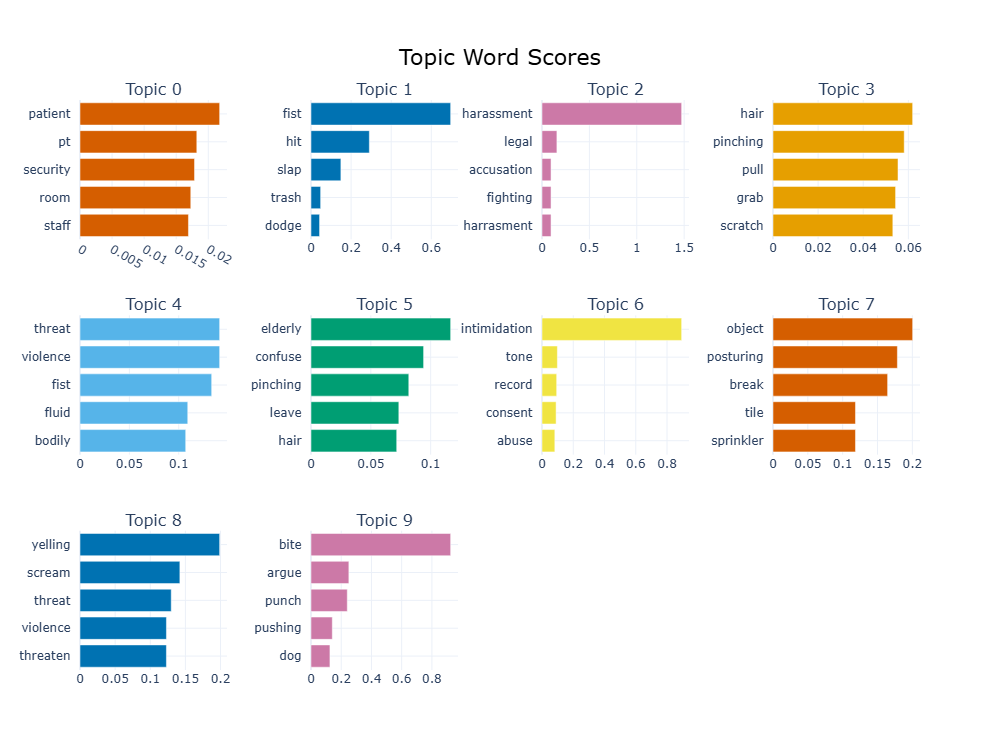 Topic Word Scores
Topic 0
patient
pt
security
room
staff
0 0.005 0.01 0.015 0.02
Topic 1
fist
hit
slap
trash
dodge
0 0.2 0.4 0.6
Topic 2
harassment
legal
accusation
fighting
harrasment
0 0.5 1 1.5
Topic 3
hair
pinching
pull
grab
scratch
0 0.02 0.04 0.06
Topic 4
threat
violence
fist
fluid
bodily
0 0.05 0.1
Topic 5
elderly
confuse
pinching
leave
hair
0 0.05 0.1
Topic 6
intimidation
tone
record
consent
abuse
0 0.2 0.4 0.6 0.8
Topic 7
object
posturing
break
tile
sprinkler
0 0.05 0.1 0.15 0.2
Topic 8
yelling
scream
threat
violence
threaten
0 0.05 0.1 0.15 0.2
Topic 9
bite
argue
punch
pushing
dog
0 0.2 0.4 0.6 0.8